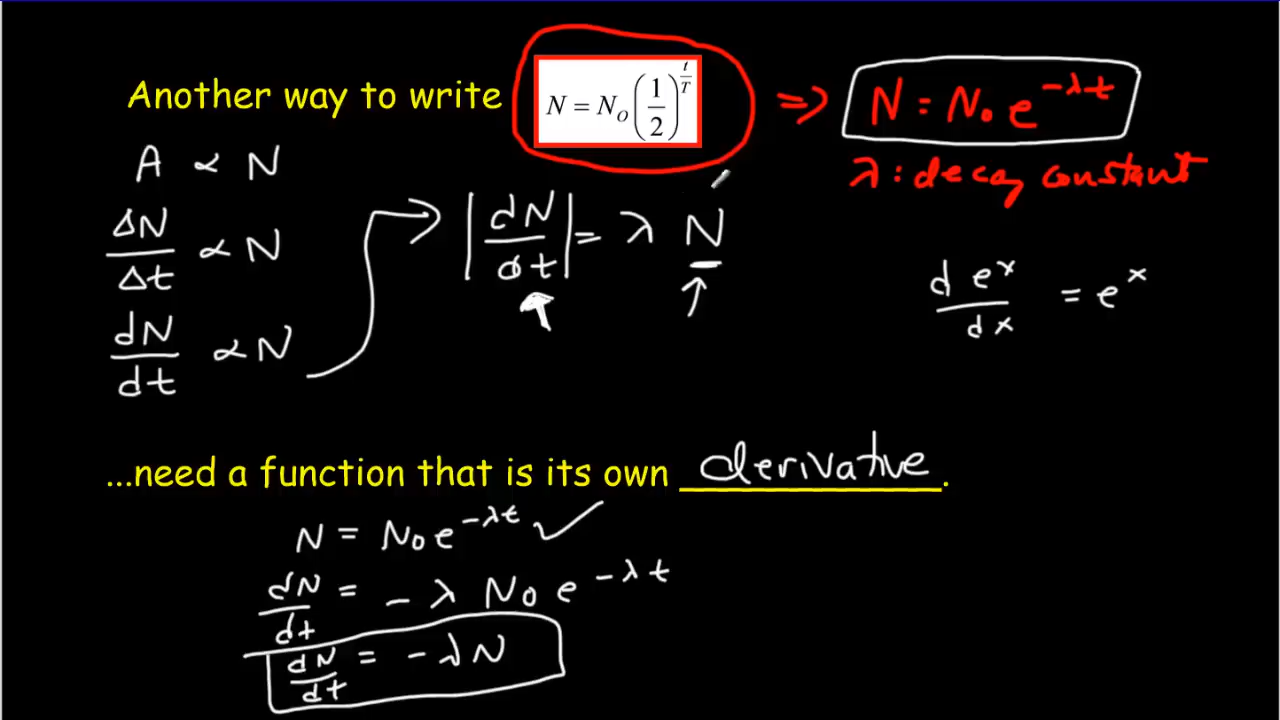 Another way to write N = N_O (1/2)^(t/T) ⇒ N = N₀ e^(-λt)
A ∝ N
λ : decay constant
ΔN/Δt ∝ N
|dN/dt| = λ N
d e^x/dx = e^x
dN/dt ∝ N
...need a function that is its own derivative.
N = N₀ e^(-λt) ✓
dN/dt = - λ N₀ e^(-λt)
dN/dt = - λN